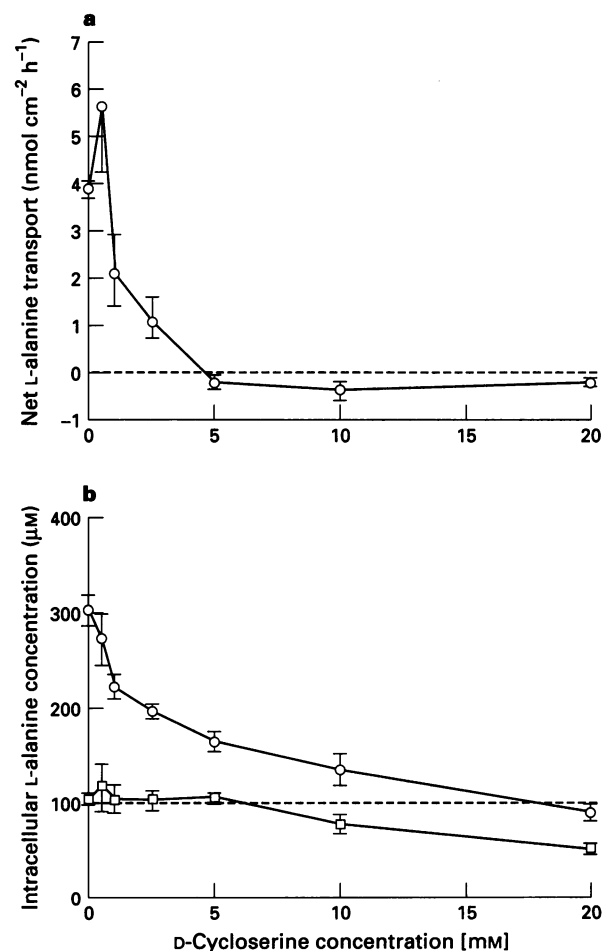 a
Net L-alanine transport (nmol cm⁻² h⁻¹)
7
6
5
4
3
2
1
0
−1
0 5 10 15 20
b
Intracellular L-alanine concentration (μM)
400
300
200
100
0
0 5 10 15 20
D-Cycloserine concentration [mM]